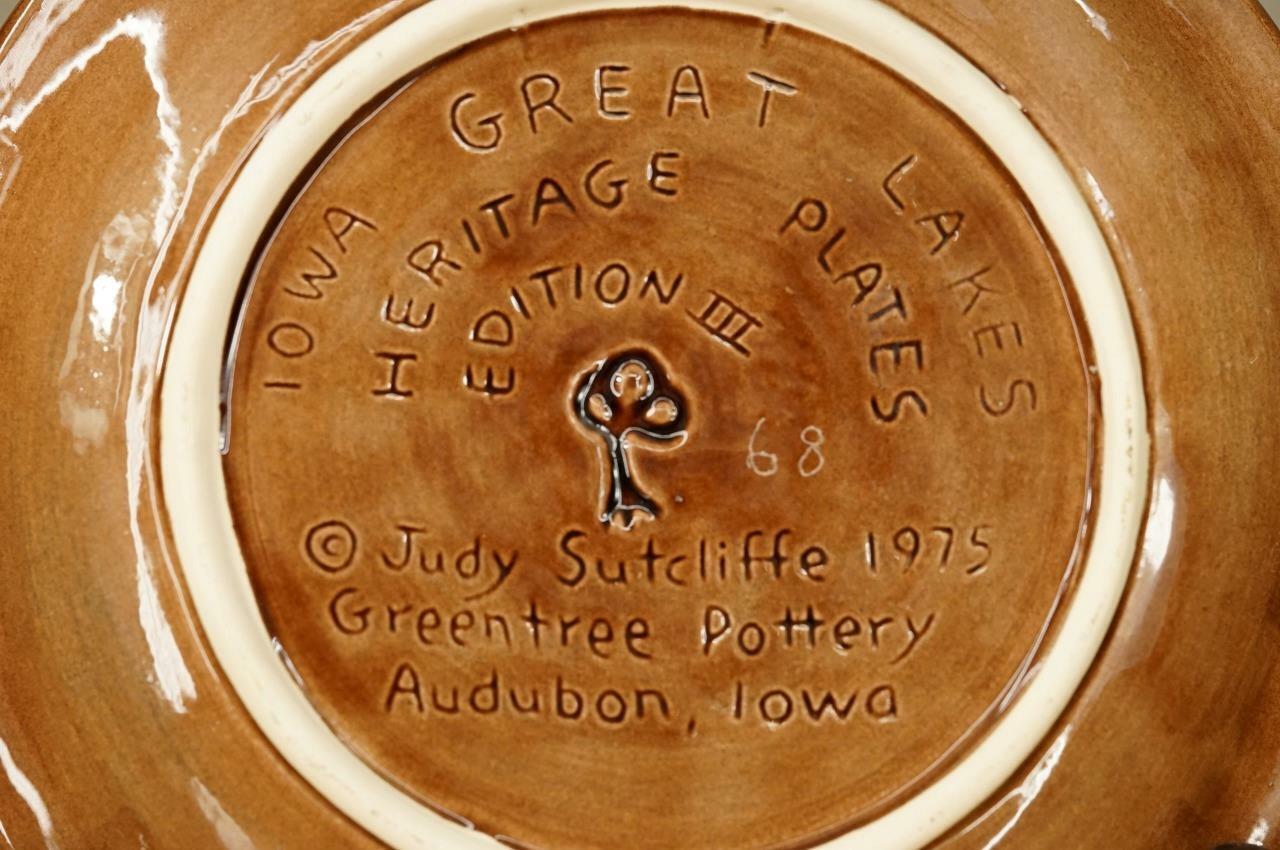 IOWA GREAT LAKES
HERITAGE PLATES
EDITION III
68
© Judy Sutcliffe 1975
Greentree Pottery
Audubon, Iowa